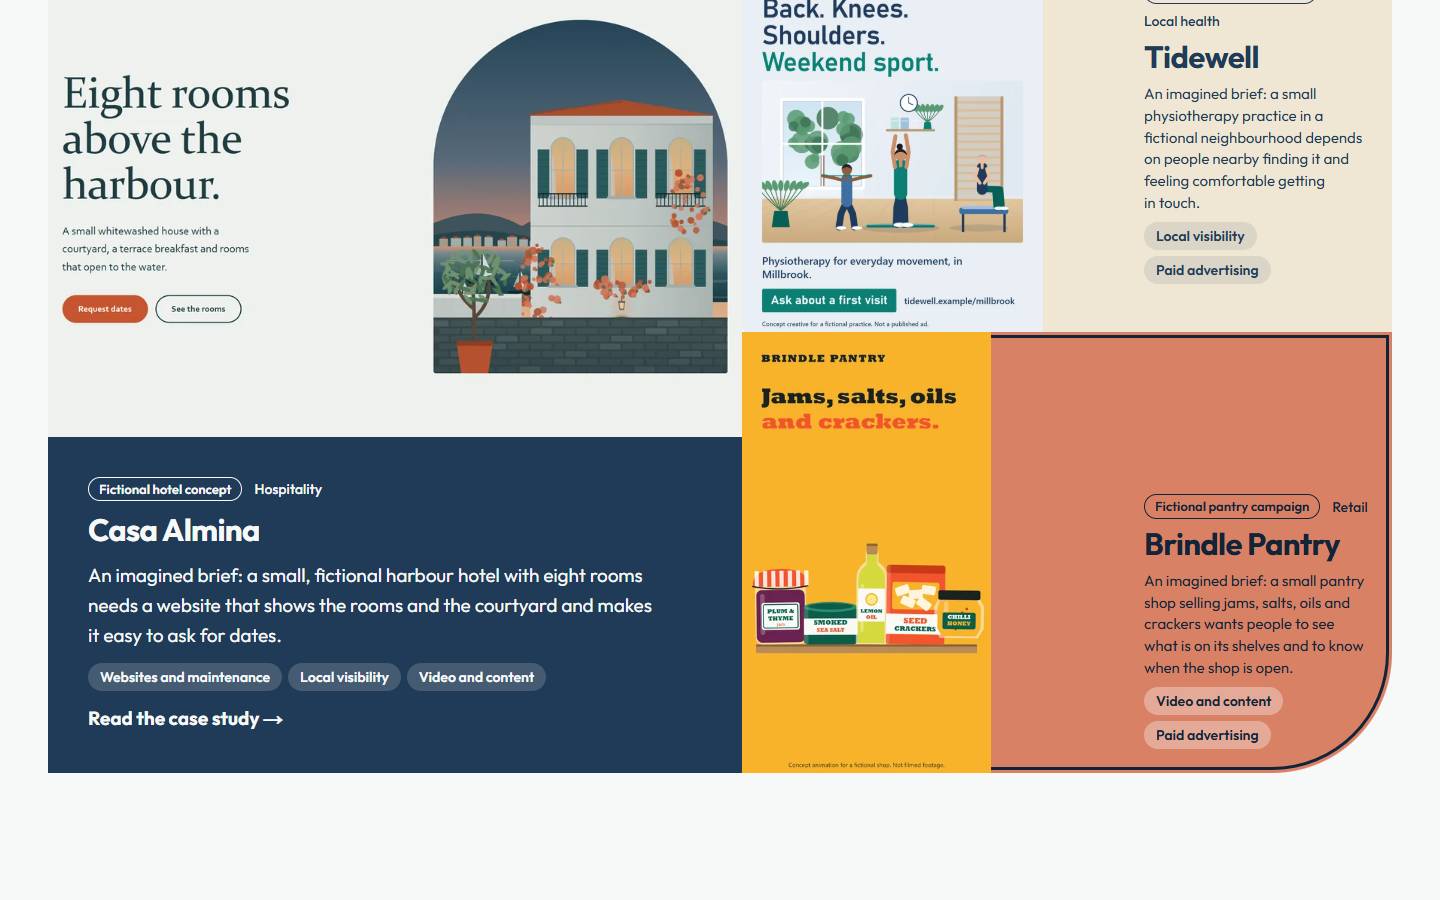 Eight rooms
above the
harbour.
A small whitewashed house with a
courtyard, a terrace breakfast and rooms
that open to the water.
Request dates
See the rooms
Fictional hotel concept
Hospitality
Casa Almina
An imagined brief: a small, fictional harbour hotel with eight rooms
needs a website that shows the rooms and the courtyard and makes
it easy to ask for dates.
Websites and maintenance
Local visibility
Video and content
Read the case study →
Back. Knees.
Shoulders.
Weekend sport.
Physiotherapy for everyday movement, in
Millbrook.
Ask about a first visit
tidewell.example/millbrook
Concept creative for a fictional practice. Not a published ad.
Local health
Tidewell
An imagined brief: a small
physiotherapy practice in a
fictional neighbourhood depends
on people nearby finding it and
feeling comfortable getting
in touch.
Local visibility
Paid advertising
BRINDLE PANTRY
Jams, salts, oils
and crackers.
PLUM &
THYME
JAM
SMOKED
SEA SALT
LEMON
OIL
SEED
CRACKERS
CHILLI
HONEY
Concept animation for a fictional shop. Not filmed footage.
Fictional pantry campaign
Retail
Brindle Pantry
An imagined brief: a small pantry
shop selling jams, salts, oils and
crackers wants people to see
what is on its shelves and to know
when the shop is open.
Video and content
Paid advertising